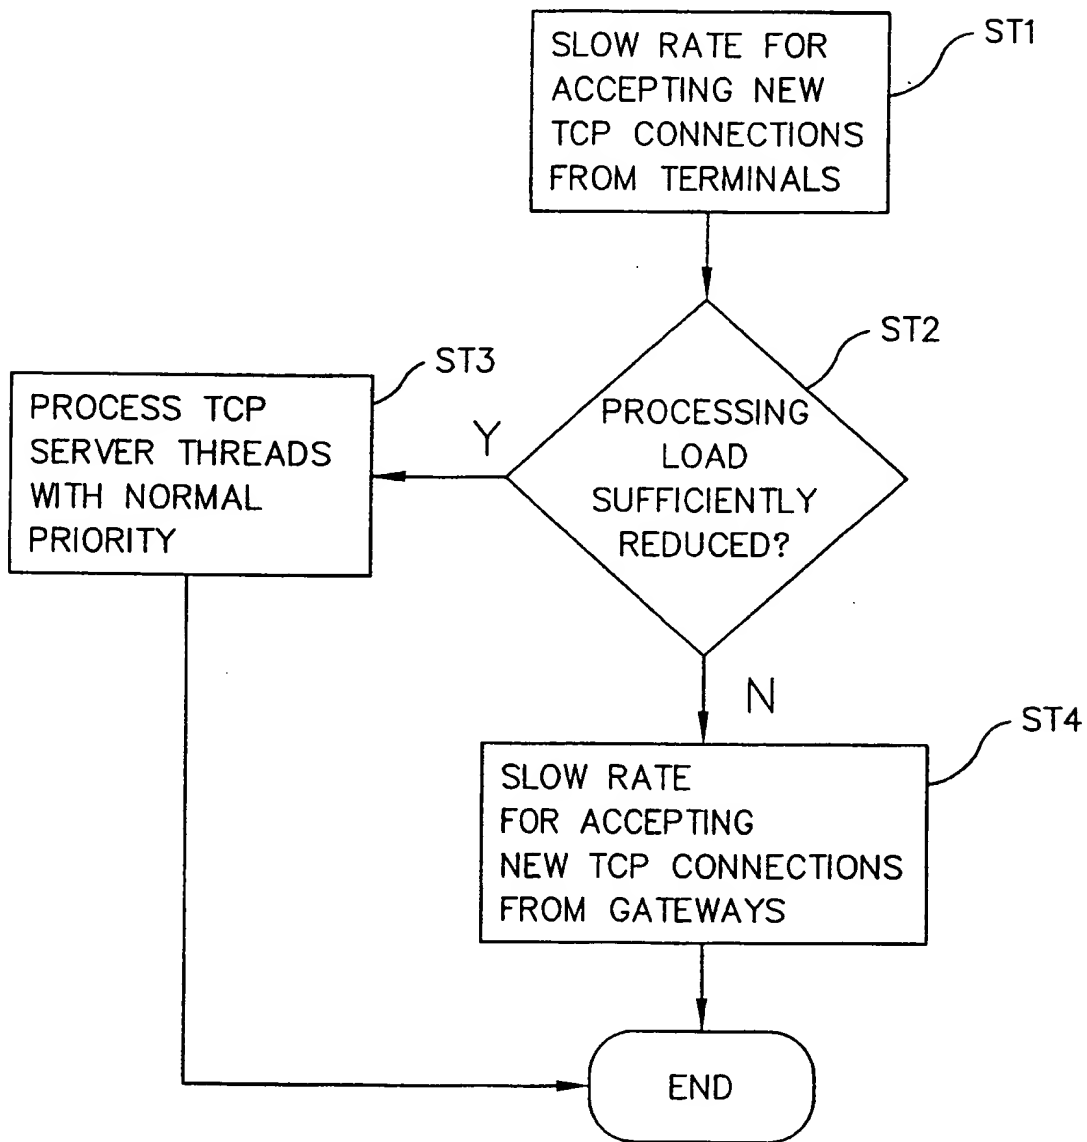 SLOW RATE FOR
ACCEPTING NEW
TCP CONNECTIONS
FROM TERMINALS
ST1
PROCESSING
LOAD
SUFFICIENTLY
REDUCED?
ST2
Y
PROCESS TCP
SERVER THREADS
WITH NORMAL
PRIORITY
ST3
N
SLOW RATE
FOR ACCEPTING
NEW TCP CONNECTIONS
FROM GATEWAYS
ST4
END